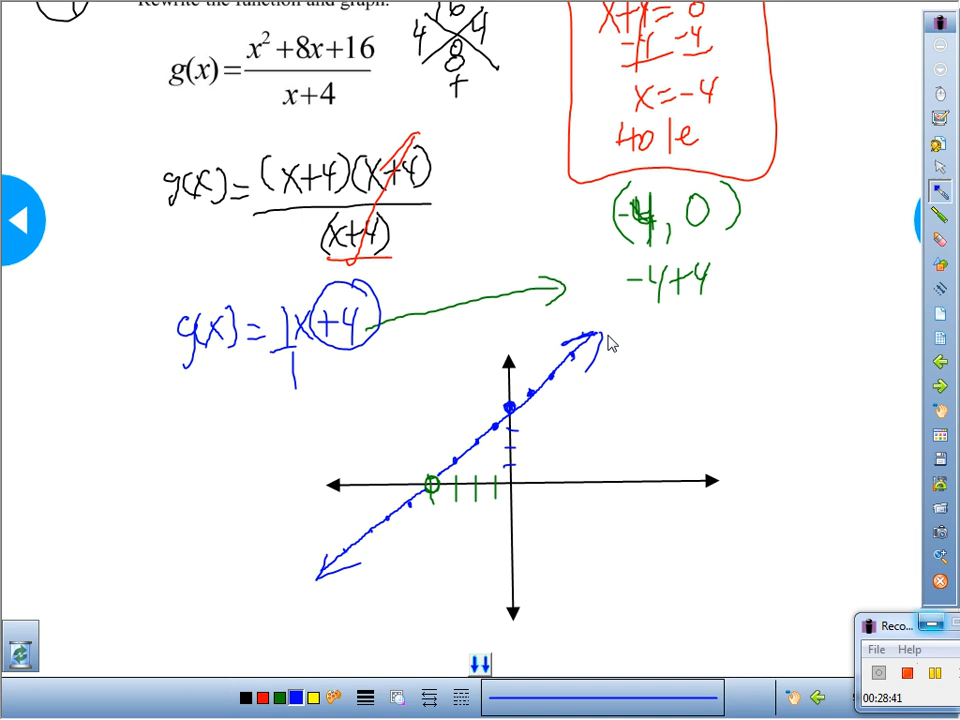 Rewrite the function and graph.
g(x) = x² + 8x + 16 / x + 4
16
4 4
8
+
x+4 = 0
-4 -4
x = -4
Hole
g(x) = (x+4)(x+4) / (x+4)
(-4, 0)
-4+4
g(x) = 1x + 4
1
Reco...
File Help
00:28:41